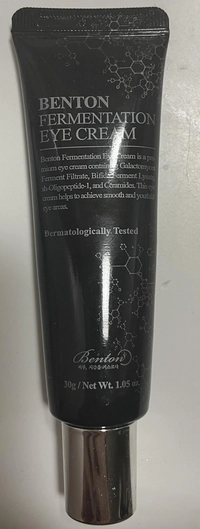 BENTON
FERMENTATION
EYE CREAM
Benton Fermentation Eye Cream is a
micro eye cream containing
Ferment Filtrate, Bifida Ferment
sh-Oligopeptide-1, and Ceramides. This
cream helps to achieve smooth and
eye areas.
Dermatologically Tested
Benton
30g / Net Wt. 1.05 oz.